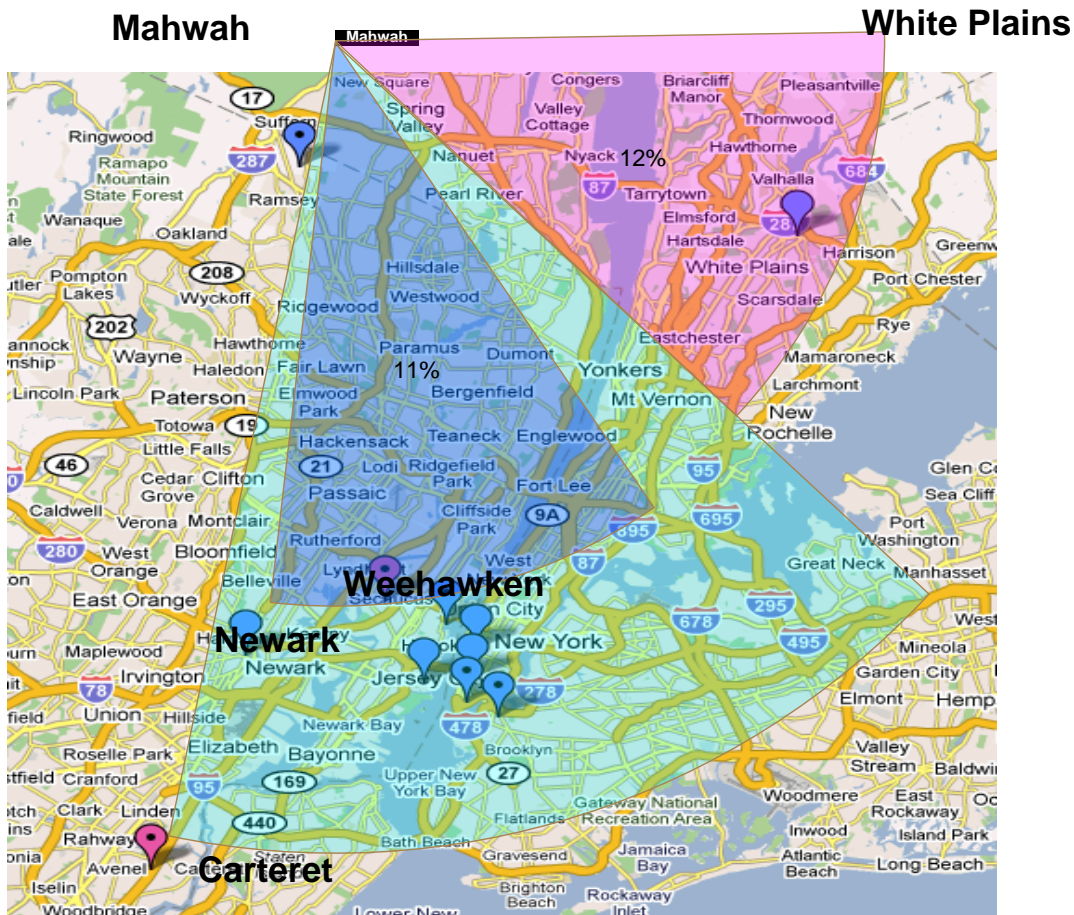 Mahwah
White Plains
Mahwah
New Square
Congers
Briarcliff
Manor
Pleasantville
17
Spring
Valley
Valley
Cottage
Thornwood
Suffern
Ringwood
Hawthorne
Ramapo
Mountain
State Forest
287
Nanuet
Nyack
12%
684
87
Tarrytown
Valhalla
Pearl River
Ramsey
Wanaque
Elmsford
28
Oakland
Hartsdale
Harrison
Greenw
208
Hillsdale
White Plains
Port Chester
Pompton
Lakes
Wyckoff
Westwood
Ridgewood
Scarsdale
202
Rye
Hawthorne
Eastchester
Wayne
Paramus
Dumont
Mamaroneck
Haledon
Fair Lawn
11%
Yonkers
Larchmont
Lincoln Park
Paterson
Elmwood
Park
Bergenfield
Mt Vernon
New
Rochelle
Totowa
19
Hackensack
Teaneck
Englewood
Little Falls
46
21
Lodi
Ridgefield
Park
95
Glen Co
Cedar
Grove
Clifton
Passaic
Fort Lee
Sea Cliff
Caldwell
Cliffside
Park
9A
695
Verona
Montclair
Port
Washington
280
Rutherford
895
West
Orange
Bloomfield
West
87
Great Neck
Manhasset
Belleville
Weehawken
East Orange
Secaucus
295
West
Newark
Kearny
New York
678
495
Maplewood
Newark
Mineola
Garden City
Irvington
Jersey City
278
78
Elmont
Hemp
Union
Hillside
Newark Bay
478
Roselle Park
Elizabeth
Bayonne
Brooklyn
Valley
Stream
Baldwi
Cranford
169
27
95
Upper New
York Bay
Clark
Linden
Woodmere
East
Rockaway
Gateway National
Recreation Area
Flatlands
440
Rahway
Bath Beach
Inwood
Island Park
Jamaica
Bay
Atlantic
Beach
Long Beach
Avenel
Carteret
Staten
Gravesend
Iselin
Brighton
Beach
Rockaway
Inlet
Woodbridge
Lower New